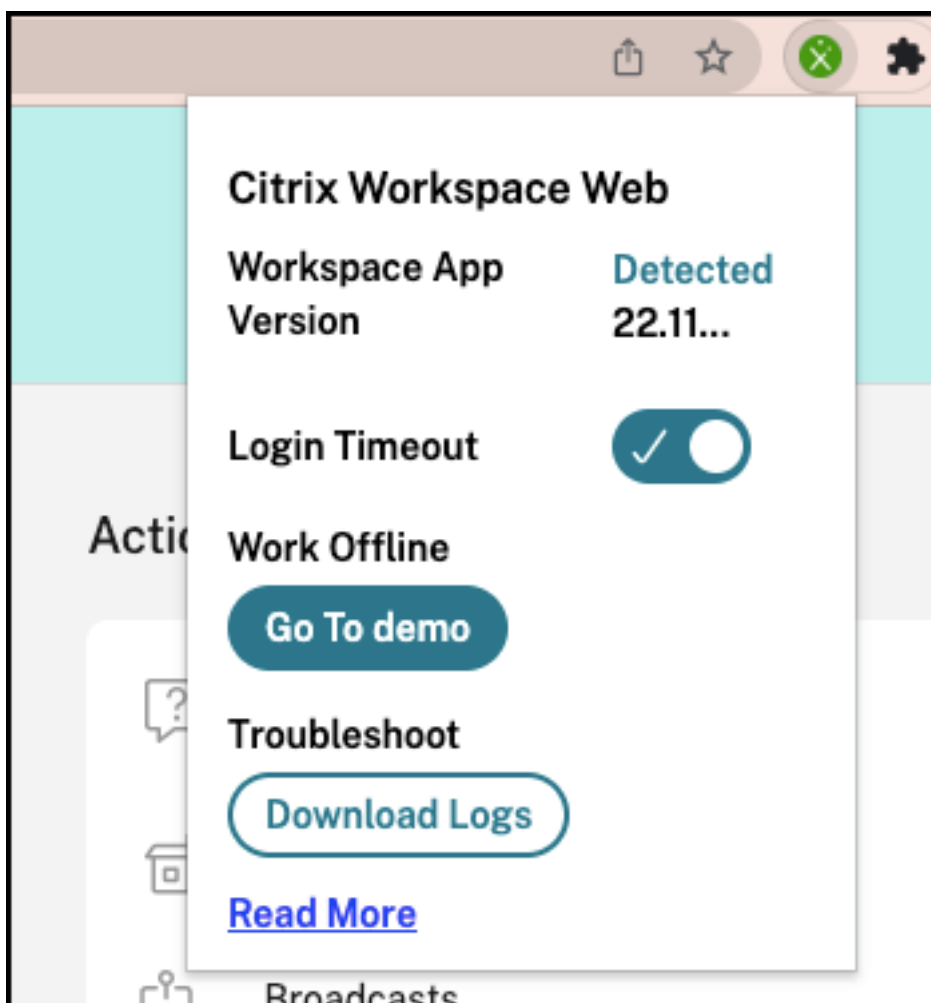 Citrix Workspace Web
Workspace App Detected
Version 22.11...
Login Timeout
Work Offline
Go To demo
Troubleshoot
Download Logs
Read More
Broadcasts